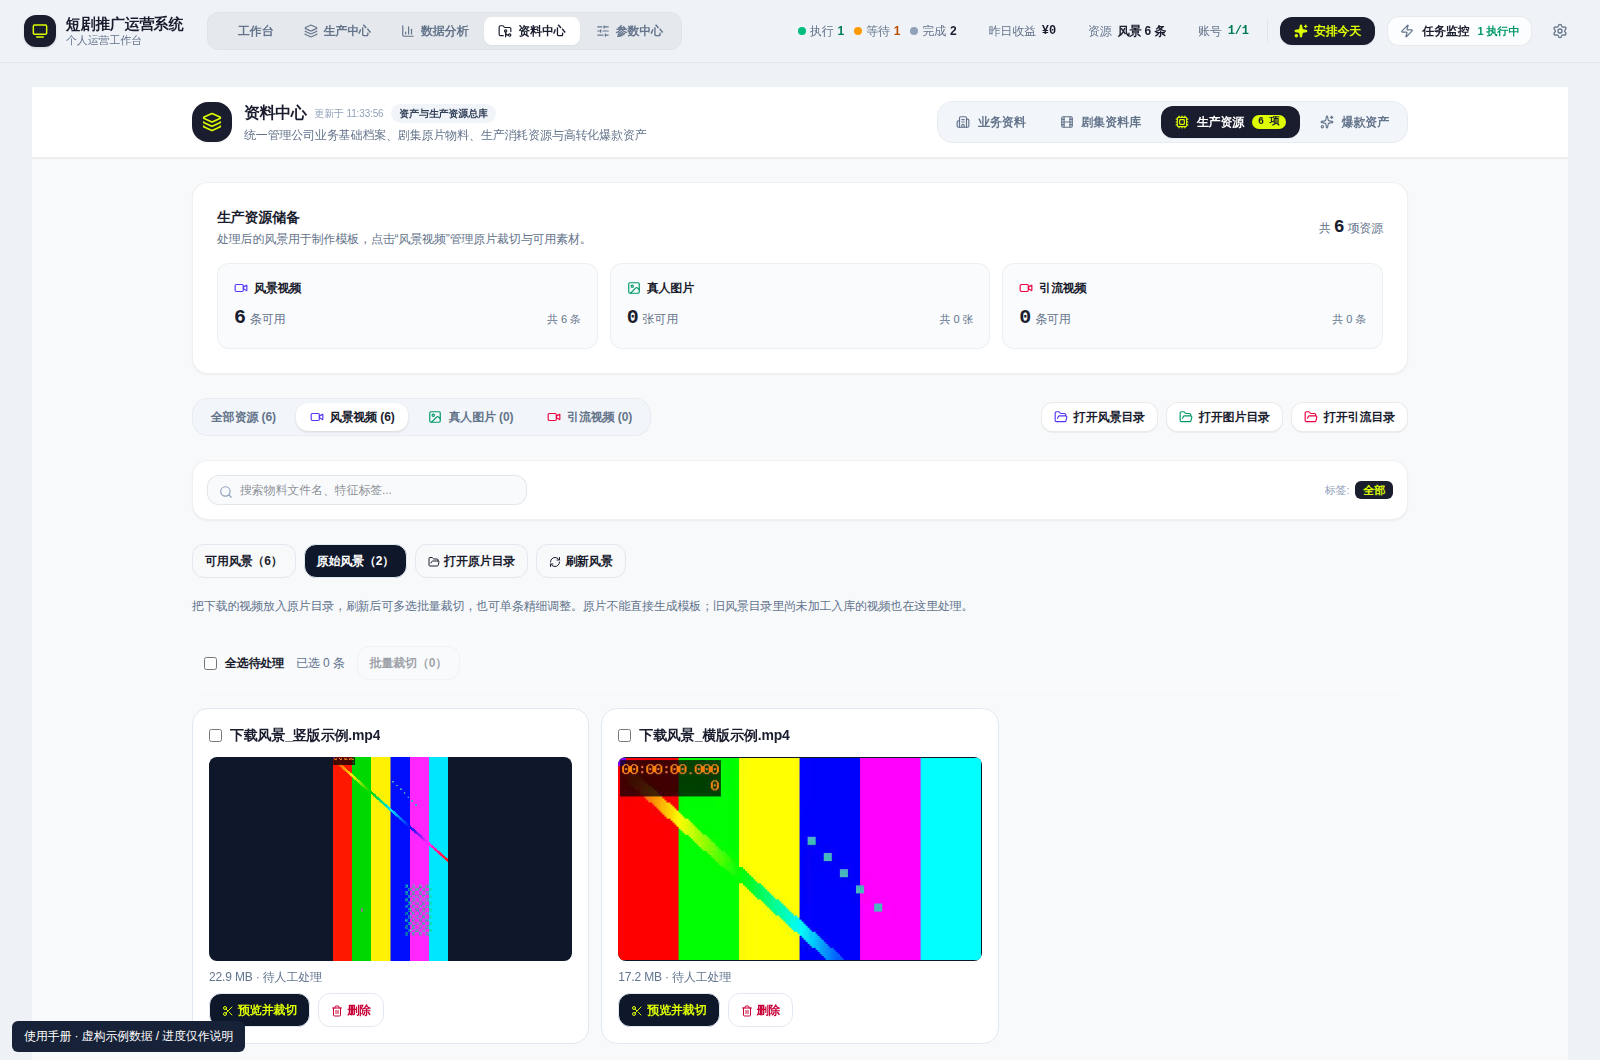 短剧推广运营系统
个人运营工作台
工作台 生产中心 数据分析 资料中心 参数中心
执行 1 等待 1 完成 2 昨日收益 ¥0 资源 风景 6 条 账号 1/1 安排今天 任务监控 1 执行中
资料中心 更新于 11:33:56 资产与生产资源总库
统一管理公司业务基础档案、剧集原片物料、生产消耗资源与高转化爆款资产
业务资料 剧集资料库 生产资源 6 项 爆款资产
生产资源储备
处理后的风景用于制作模板，点击“风景视频”管理原片裁切与可用素材。
共 6 项资源
风景视频
6 条可用 共 6 条
真人图片
0 张可用 共 0 张
引流视频
0 条可用 共 0 条
全部资源 (6) 风景视频 (6) 真人图片 (0) 引流视频 (0)
打开风景目录 打开图片目录 打开引流目录
搜索物料文件名、特征标签...
标签: 全部
可用风景（6） 原始风景（2） 打开原片目录 刷新风景
把下载的视频放入原片目录，刷新后可多选批量裁切，也可单条精细调整。原片不能直接生成模板；旧风景目录里尚未加工入库的视频也在这里处理。
全选待处理 已选 0 条 批量裁切（0）
下载风景_竖版示例.mp4
22.9 MB · 待人工处理
预览并裁切 删除
下载风景_横版示例.mp4
00:00:00.000
0
17.2 MB · 待人工处理
预览并裁切 删除
使用手册 · 虚构示例数据 / 进度仅作说明